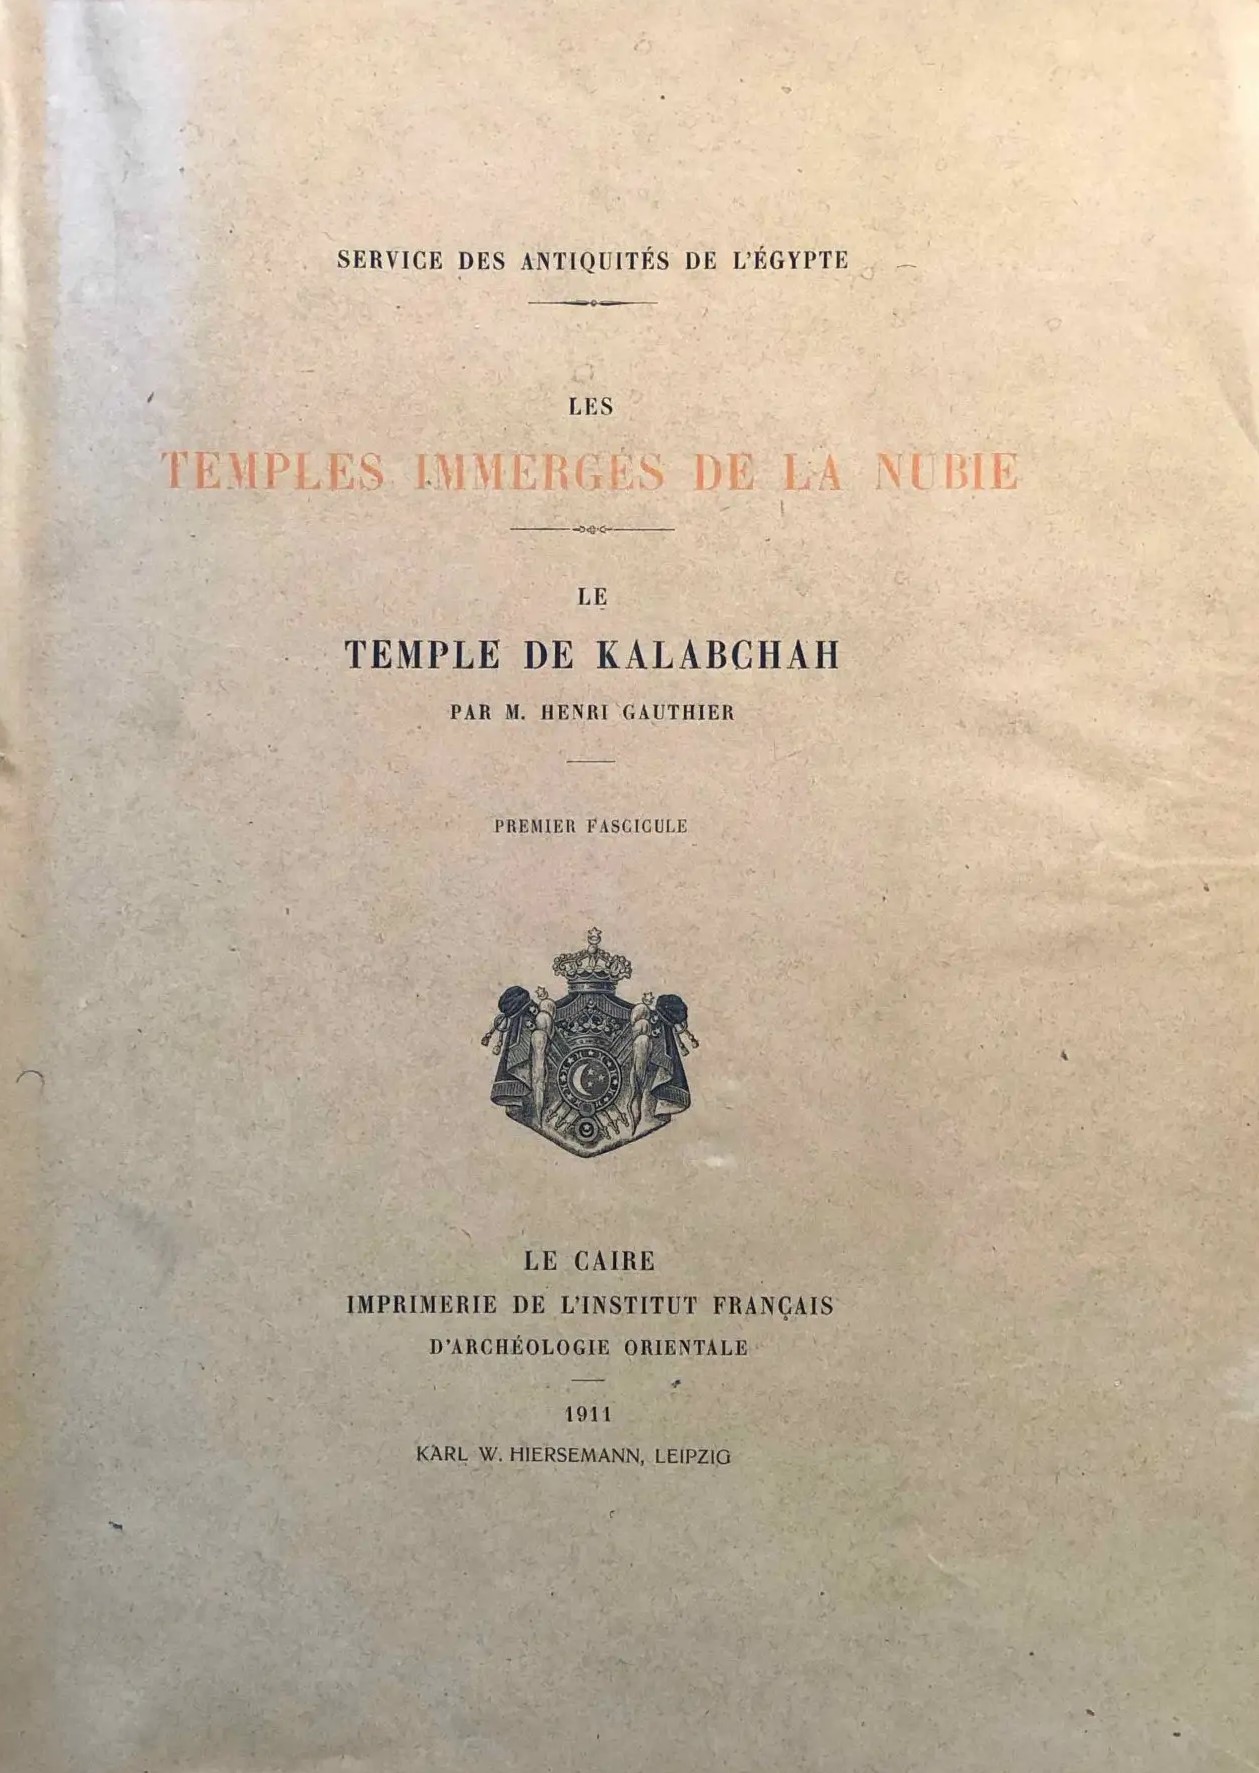 SERVICE DES ANTIQUITÉS DE L'ÉGYPTE
LES
TEMPLES IMMERGÉS DE LA NUBIE
LE
TEMPLE DE KALABCHAH
PAR M. HENRI GAUTHIER
PREMIER FASCICULE
LE CAIRE
IMPRIMERIE DE L'INSTITUT FRANÇAIS
D'ARCHÉOLOGIE ORIENTALE
1911
KARL W. HIERSEMANN, LEIPZIG